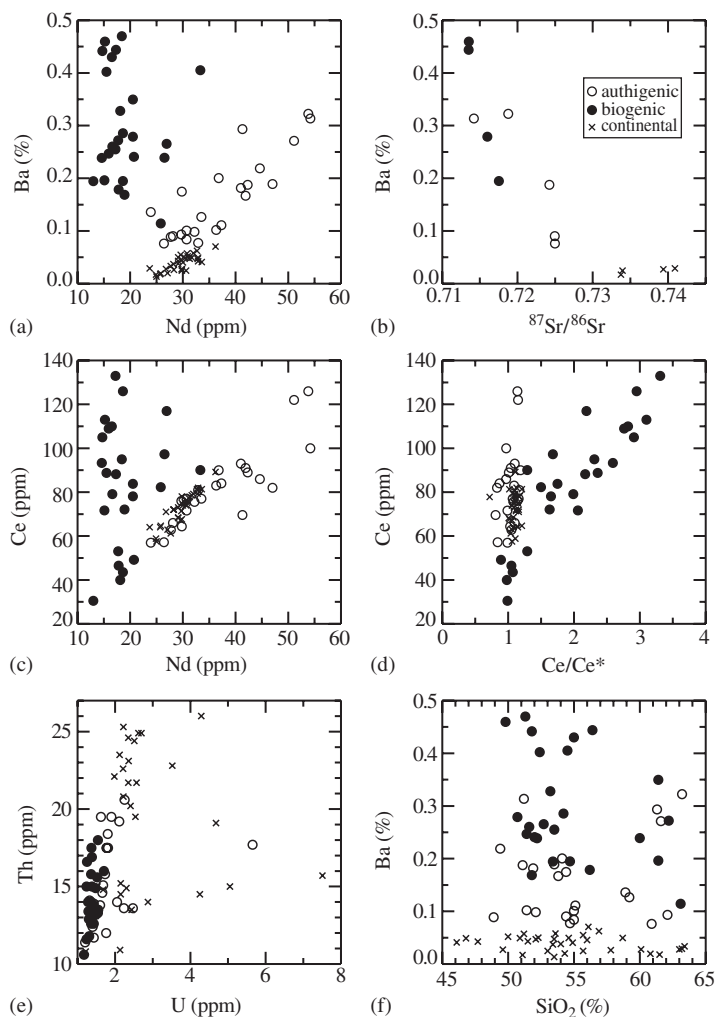 0.5
0.4
0.3
0.2
0.1
0.0
Ba (%)
10 20 30 40 50 60
(a)
Nd (ppm)
0.5
0.4
0.3
0.2
0.1
0.0
Ba (%)
authigenic
biogenic
continental
0.71 0.72 0.73 0.74
(b)
87Sr/86Sr
140
120
100
80
60
40
20
Ce (ppm)
10 20 30 40 50 60
(c)
Nd (ppm)
140
120
100
80
60
40
20
Ce (ppm)
0 1 2 3 4
(d)
Ce/Ce*
25
20
15
10
Th (ppm)
2 4 6 8
(e)
U (ppm)
0.5
0.4
0.3
0.2
0.1
0.0
Ba (%)
45 50 55 60 65
(f)
SiO2 (%)